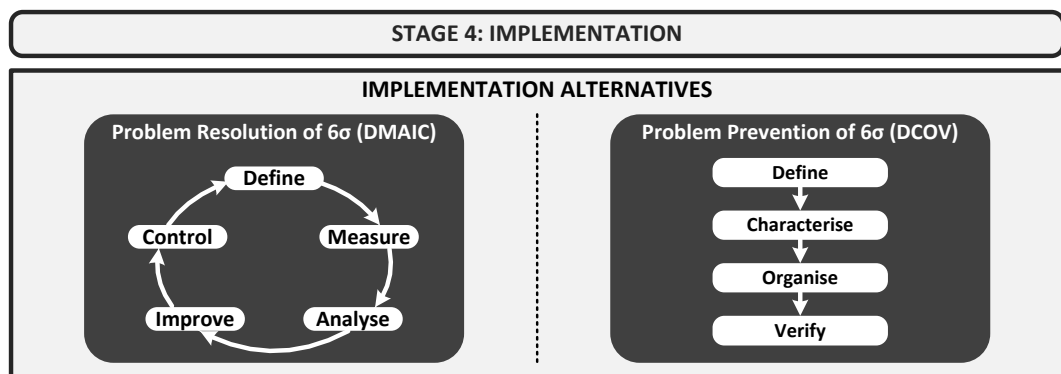 STAGE 4: IMPLEMENTATION
IMPLEMENTATION ALTERNATIVES
Problem Resolution of 6σ (DMAIC)
Define
Measure
Analyse
Improve
Control
Problem Prevention of 6σ (DCOV)
Define
Characterise
Organise
Verify